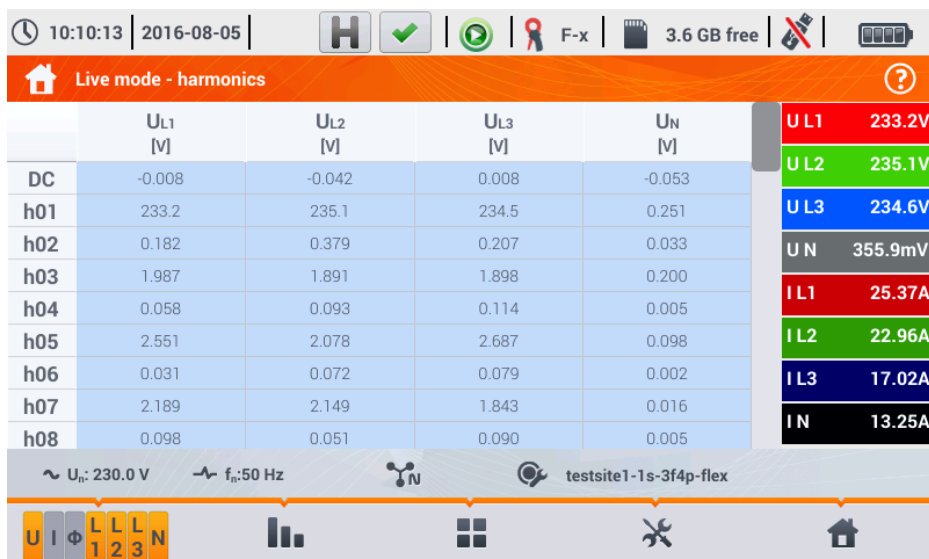 10:10:13 2016-08-05 H F-x 3.6 GB free
Live mode - harmonics ?
UL1 UL2 UL3 UN
[V] [V] [V] [V]
DC -0.008 -0.042 0.008 -0.053
h01 233.2 235.1 234.5 0.251
h02 0.182 0.379 0.207 0.033
h03 1.987 1.891 1.898 0.200
h04 0.058 0.093 0.114 0.005
h05 2.551 2.078 2.687 0.098
h06 0.031 0.072 0.079 0.002
h07 2.189 2.149 1.843 0.016
h08 0.098 0.051 0.090 0.005
U L1 233.2V
U L2 235.1V
U L3 234.6V
U N 355.9mV
I L1 25.37A
I L2 22.96A
I L3 17.02A
I N 13.25A
Un: 230.0 V fn:50 Hz N testsite1-1s-3f4p-flex
U I Φ L1 L2 L3 N